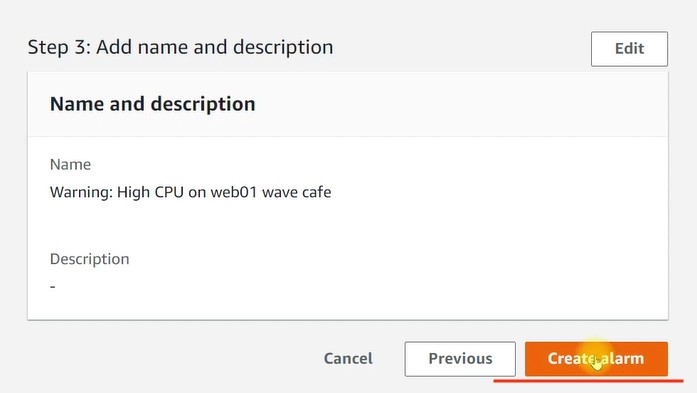 Step 3: Add name and description
Edit
Name and description
Name
Warning: High CPU on web01 wave cafe
Description
-
Cancel
Previous
Create alarm